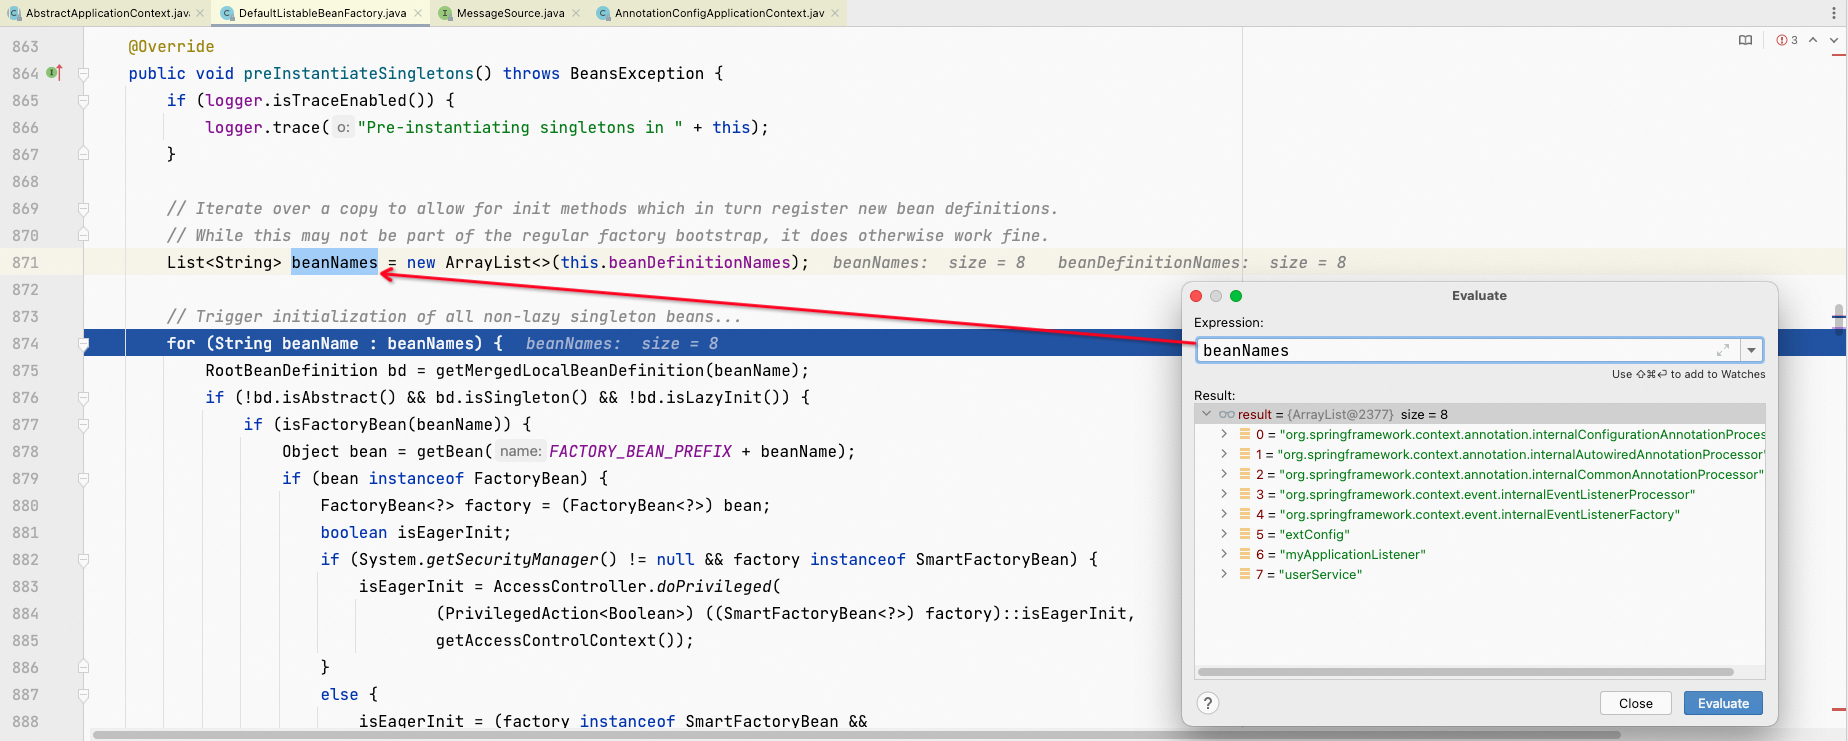 AbstractApplicationContext.java DefaultListableBeanFactory.java MessageSource.java AnnotationConfigApplicationContext.jav
863 @Override
3
864 public void preInstantiateSingletons() throws BeansException {
865 if (logger.isTraceEnabled()) {
866 logger.trace( o: "Pre-instantiating singletons in " + this);
867 }
868
869 // Iterate over a copy to allow for init methods which in turn register new bean definitions.
870 // While this may not be part of the regular factory bootstrap, it does otherwise work fine.
871 List<String> beanNames = new ArrayList<>(this.beanDefinitionNames); beanNames: size = 8 beanDefinitionNames: size = 8
872
873 // Trigger initialization of all non-lazy singleton beans...
874 for (String beanName : beanNames) { beanNames: size = 8
875 RootBeanDefinition bd = getMergedLocalBeanDefinition(beanName);
876 if (!bd.isAbstract() && bd.isSingleton() && !bd.isLazyInit()) {
877 if (isFactoryBean(beanName)) {
878 Object bean = getBean( name: FACTORY_BEAN_PREFIX + beanName);
879 if (bean instanceof FactoryBean) {
880 FactoryBean<?> factory = (FactoryBean<?>) bean;
881 boolean isEagerInit;
882 if (System.getSecurityManager() != null && factory instanceof SmartFactoryBean) {
883 isEagerInit = AccessController.doPrivileged(
884 (PrivilegedAction<Boolean>) ((SmartFactoryBean<?>) factory)::isEagerInit,
885 getAccessControlContext());
886 }
887 else {
888 isEagerInit = (factory instanceof SmartFactoryBean &&
Evaluate
Expression:
beanNames
Use ⇧⌘⏎ to add to Watches
Result:
result = {ArrayList@2377} size = 8
0 = "org.springframework.context.annotation.internalConfigurationAnnotationProces
1 = "org.springframework.context.annotation.internalAutowiredAnnotationProcessor"
2 = "org.springframework.context.annotation.internalCommonAnnotationProcessor"
3 = "org.springframework.context.event.internalEventListenerProcessor"
4 = "org.springframework.context.event.internalEventListenerFactory"
5 = "extConfig"
6 = "myApplicationListener"
7 = "userService"
? Close Evaluate